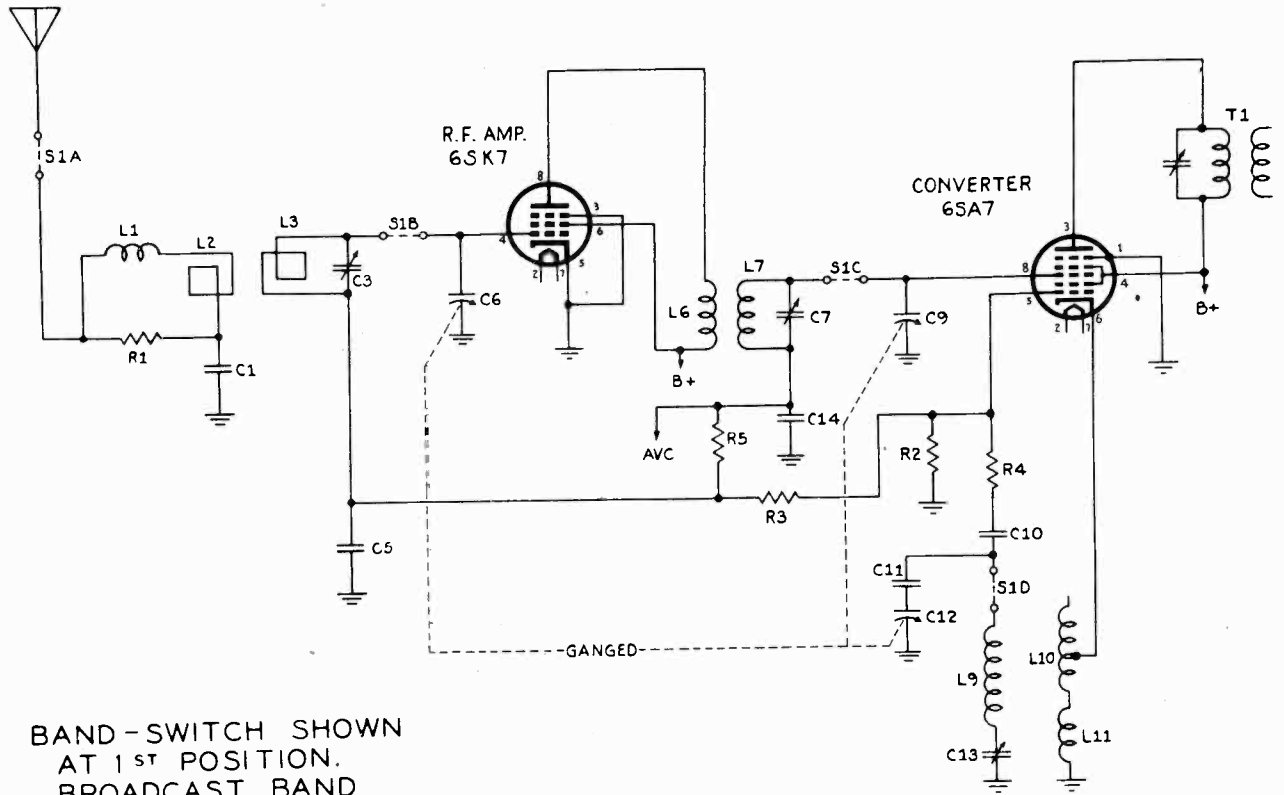 S1A
L1
L2
R1
C1
L3
C3
S1B
C6
C5
R.F. AMP.
6SK7
8
4
3
6
5
2
7
L6
B+
L7
C7
S1C
C9
AVC
R5
C14
R3
R2
R4
C10
CONVERTER
6SA7
3
8
5
1
4
6
2
7
T1
B+
C11
C12
S1D
L9
C13
L10
L11
GANGED
BAND-SWITCH SHOWN
AT 1ST POSITION.
BROADCAST BAND